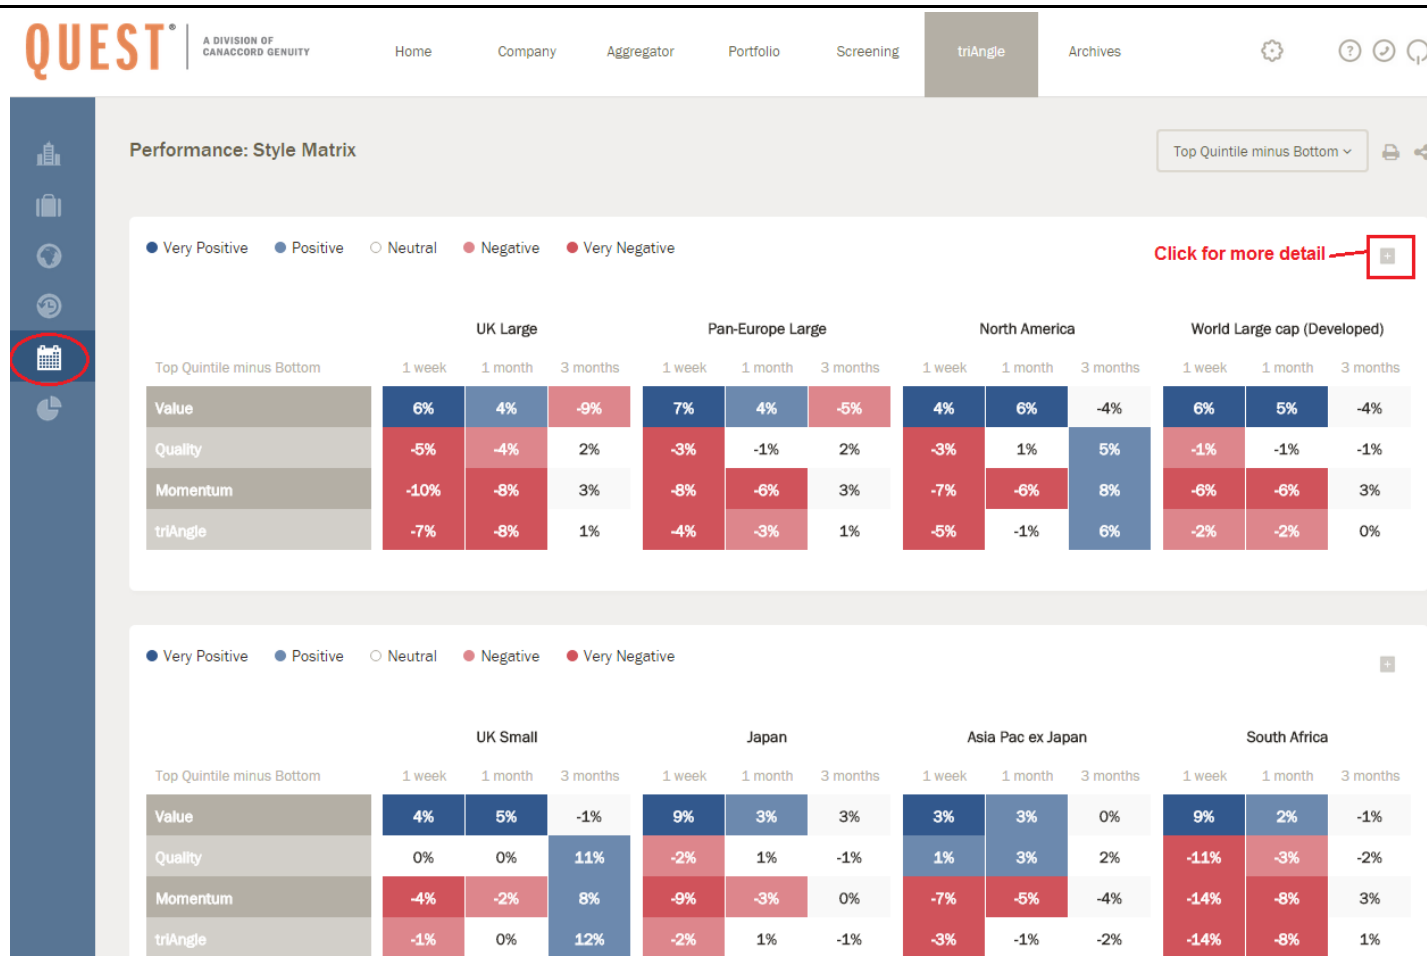 QUEST®
A DIVISION OF
CANACCORD GENUITY
Home Company Aggregator Portfolio Screening triAngle Archives
Performance: Style Matrix
Top Quintile minus Bottom
Very Positive Positive Neutral Negative Very Negative
Click for more detail
UK Large Pan-Europe Large North America World Large cap (Developed)
Top Quintile minus Bottom 1 week 1 month 3 months 1 week 1 month 3 months 1 week 1 month 3 months 1 week 1 month 3 months
Value 6% 4% -9% 7% 4% -5% 4% 6% -4% 6% 5% -4%
Quality -5% -4% 2% -3% -1% 2% -3% 1% 5% -1% -1% -1%
Momentum -10% -8% 3% -8% -6% 3% -7% -6% 8% -6% -6% 3%
triAngle -7% -8% 1% -4% -3% 1% -5% -1% 6% -2% -2% 0%
Very Positive Positive Neutral Negative Very Negative
UK Small Japan Asia Pac ex Japan South Africa
Top Quintile minus Bottom 1 week 1 month 3 months 1 week 1 month 3 months 1 week 1 month 3 months 1 week 1 month 3 months
Value 4% 5% -1% 9% 3% 3% 3% 3% 0% 9% 2% -1%
Quality 0% 0% 11% -2% 1% -1% 1% 3% 2% -11% -3% -2%
Momentum -4% -2% 8% -9% -3% 0% -7% -5% -4% -14% -8% 3%
triAngle -1% 0% 12% -2% 1% -1% -3% -1% -2% -14% -8% 1%